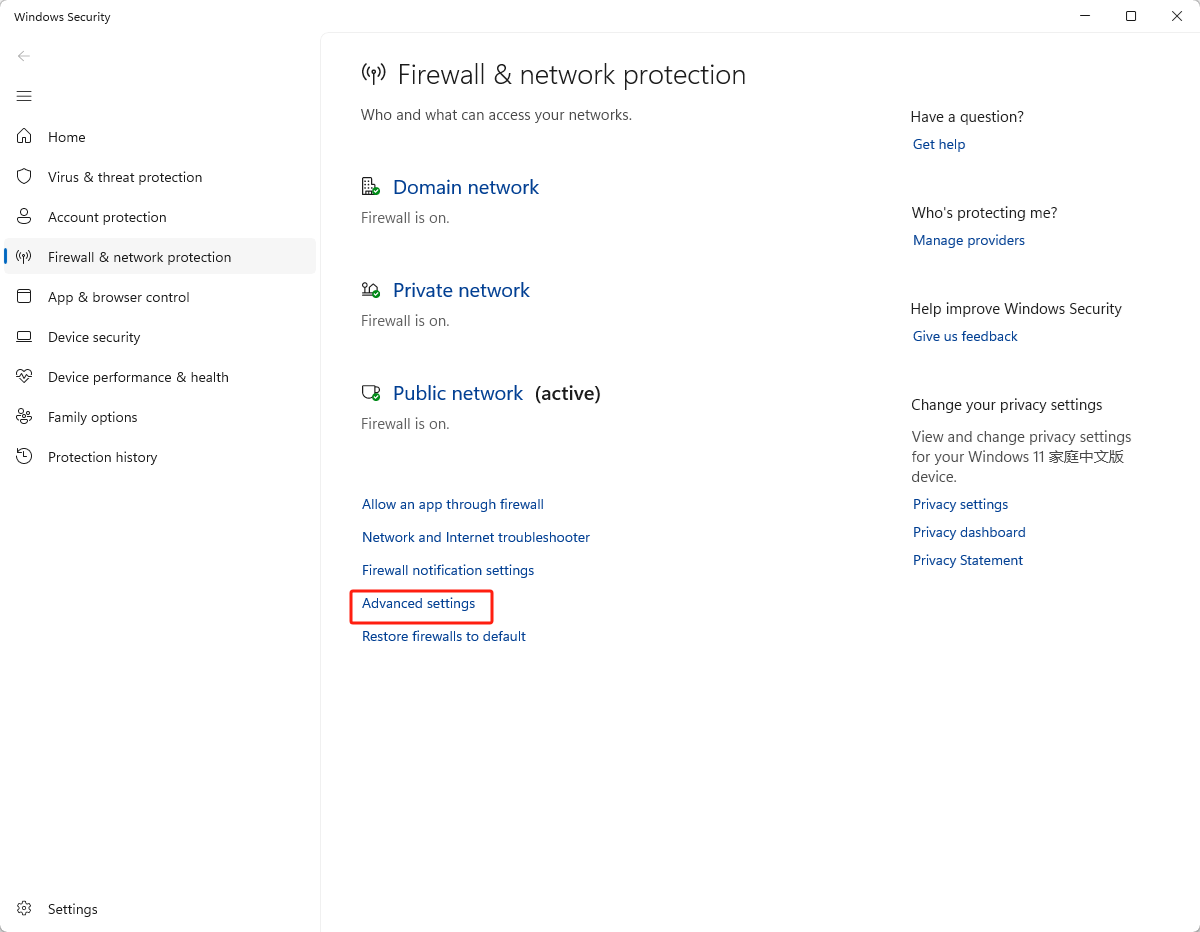 Windows Security
Home
Virus & threat protection
Account protection
Firewall & network protection
App & browser control
Device security
Device performance & health
Family options
Protection history
Settings
Firewall & network protection
Who and what can access your networks.
Domain network
Firewall is on.
Private network
Firewall is on.
Public network (active)
Firewall is on.
Allow an app through firewall
Network and Internet troubleshooter
Firewall notification settings
Advanced settings
Restore firewalls to default
Have a question?
Get help
Who's protecting me?
Manage providers
Help improve Windows Security
Give us feedback
Change your privacy settings
View and change privacy settings
for your Windows 11 家庭中文版
device.
Privacy settings
Privacy dashboard
Privacy Statement